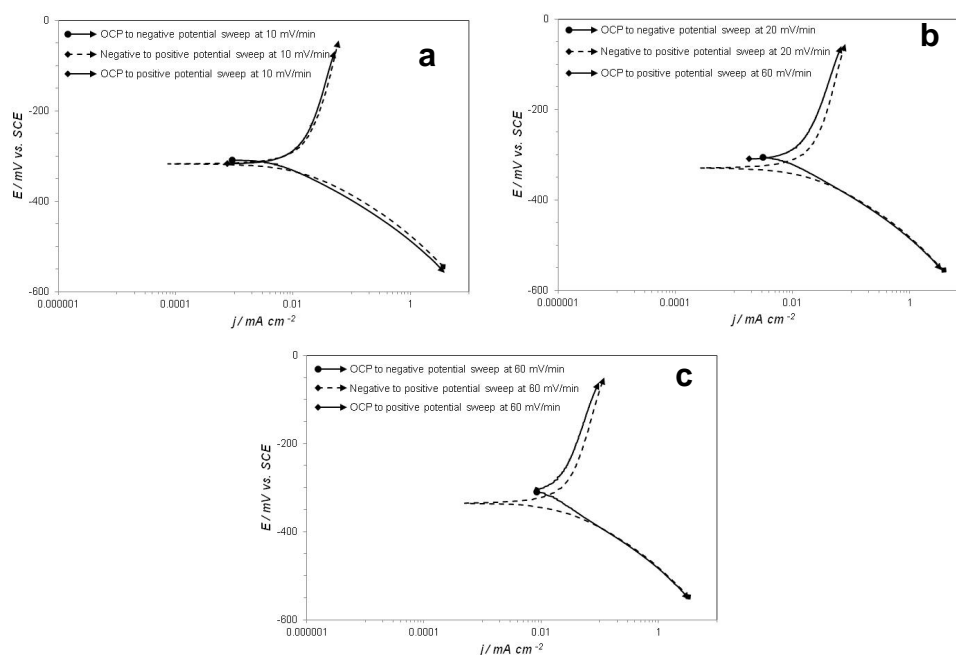 0
OCP to negative potential sweep at 10 mV/min
Negative to positive potential sweep at 10 mV/min
OCP to positive potential sweep at 10 mV/min
a
-200
-400
-600
E / mV vs. SCE
0.000001
0.0001
0.01
1
j / mA cm-2
0
OCP to negative potential sweep at 20 mV/min
Negative to positive potential sweep at 20 mV/min
OCP to positive potential sweep at 60 mV/min
b
-200
-400
-600
E / mV vs. SCE
0.000001
0.0001
0.01
1
j / mA cm-2
0
OCP to negative potential sweep at 60 mV/min
Negative to positive potential sweep at 60 mV/min
OCP to positive potential sweep at 60 mV/min
c
-200
-400
-600
E / mV vs. SCE
0.000001
0.0001
0.01
1
j / mA cm-2